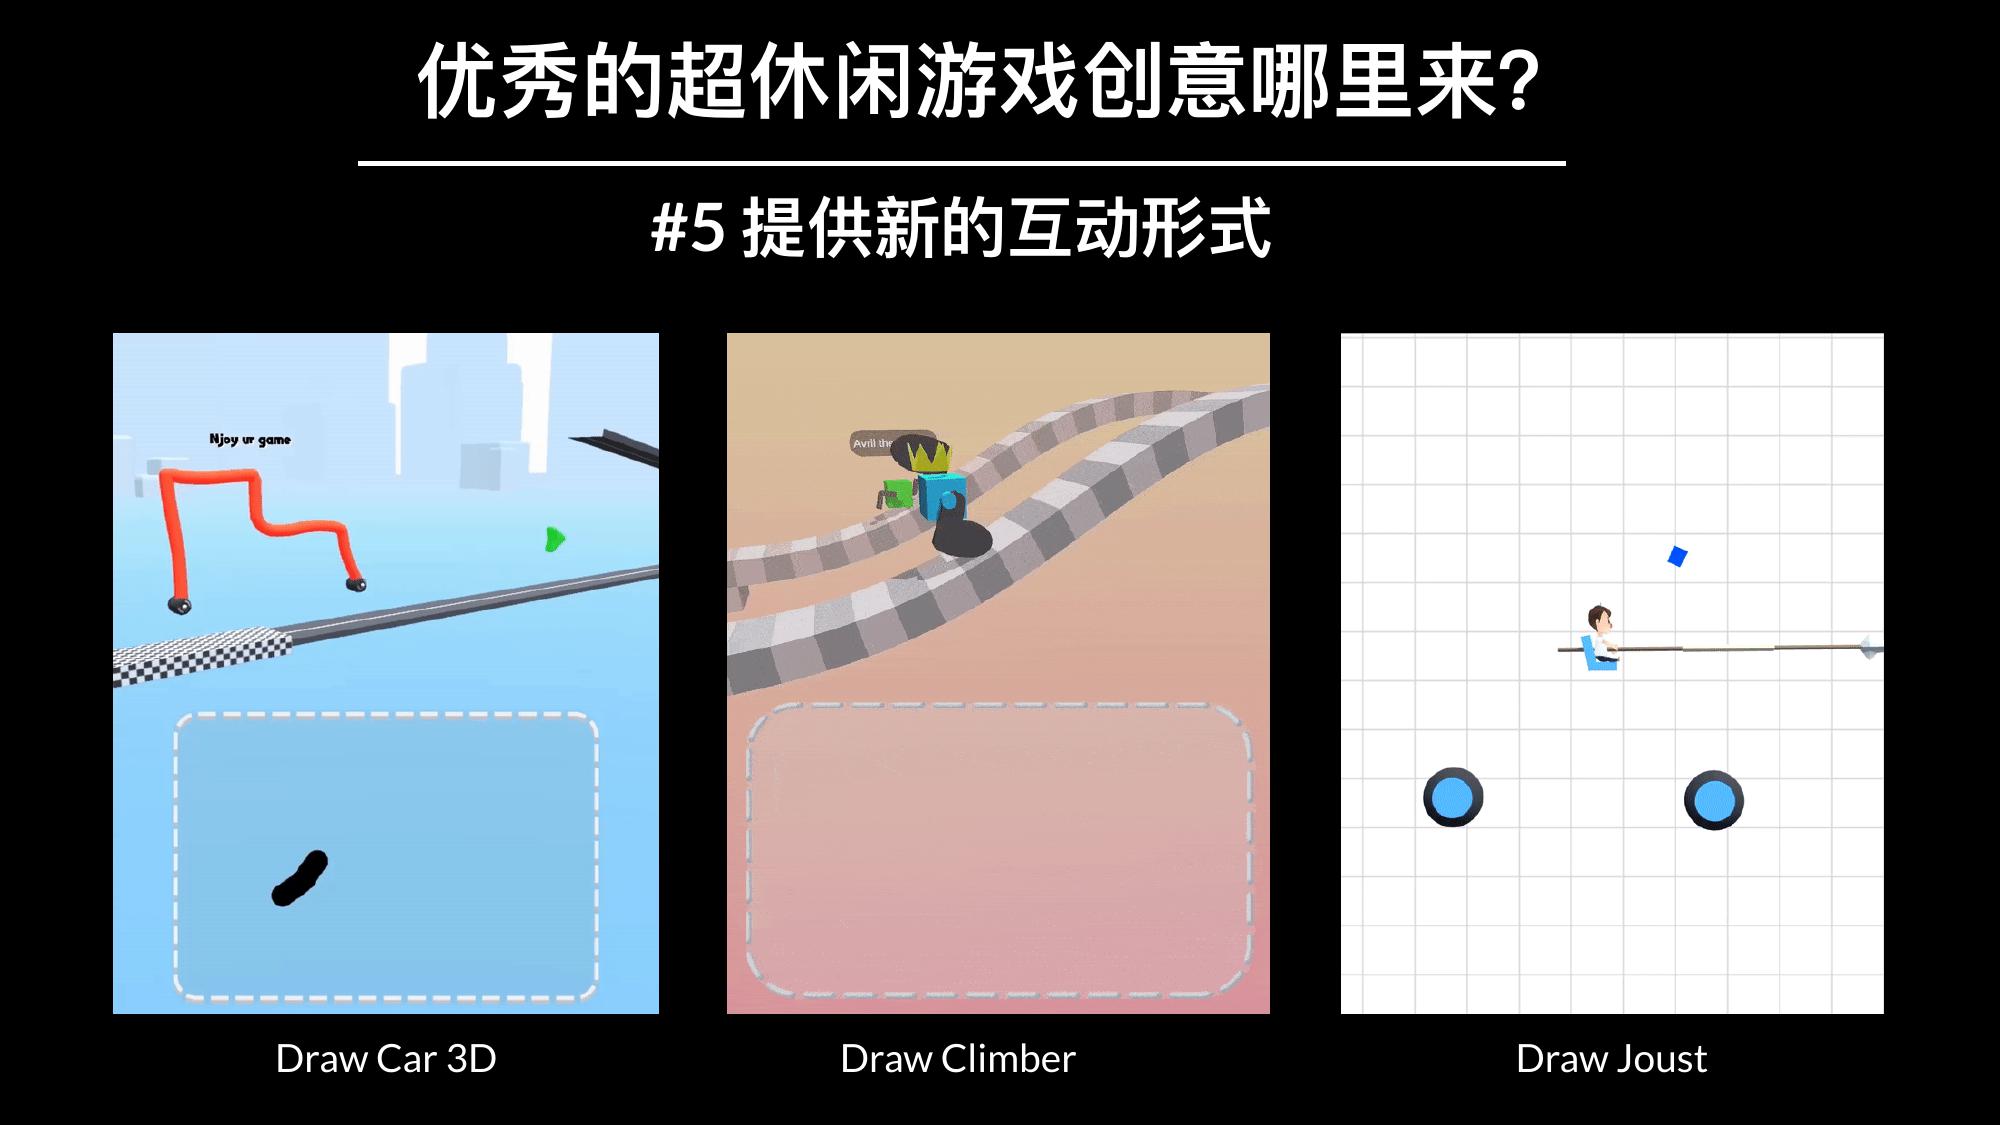 优秀的超休闲游戏创意哪里来?
#5 提供新的互动形式
Njoy ur game
Avril the
Draw Car 3D
Draw Climber
Draw Joust